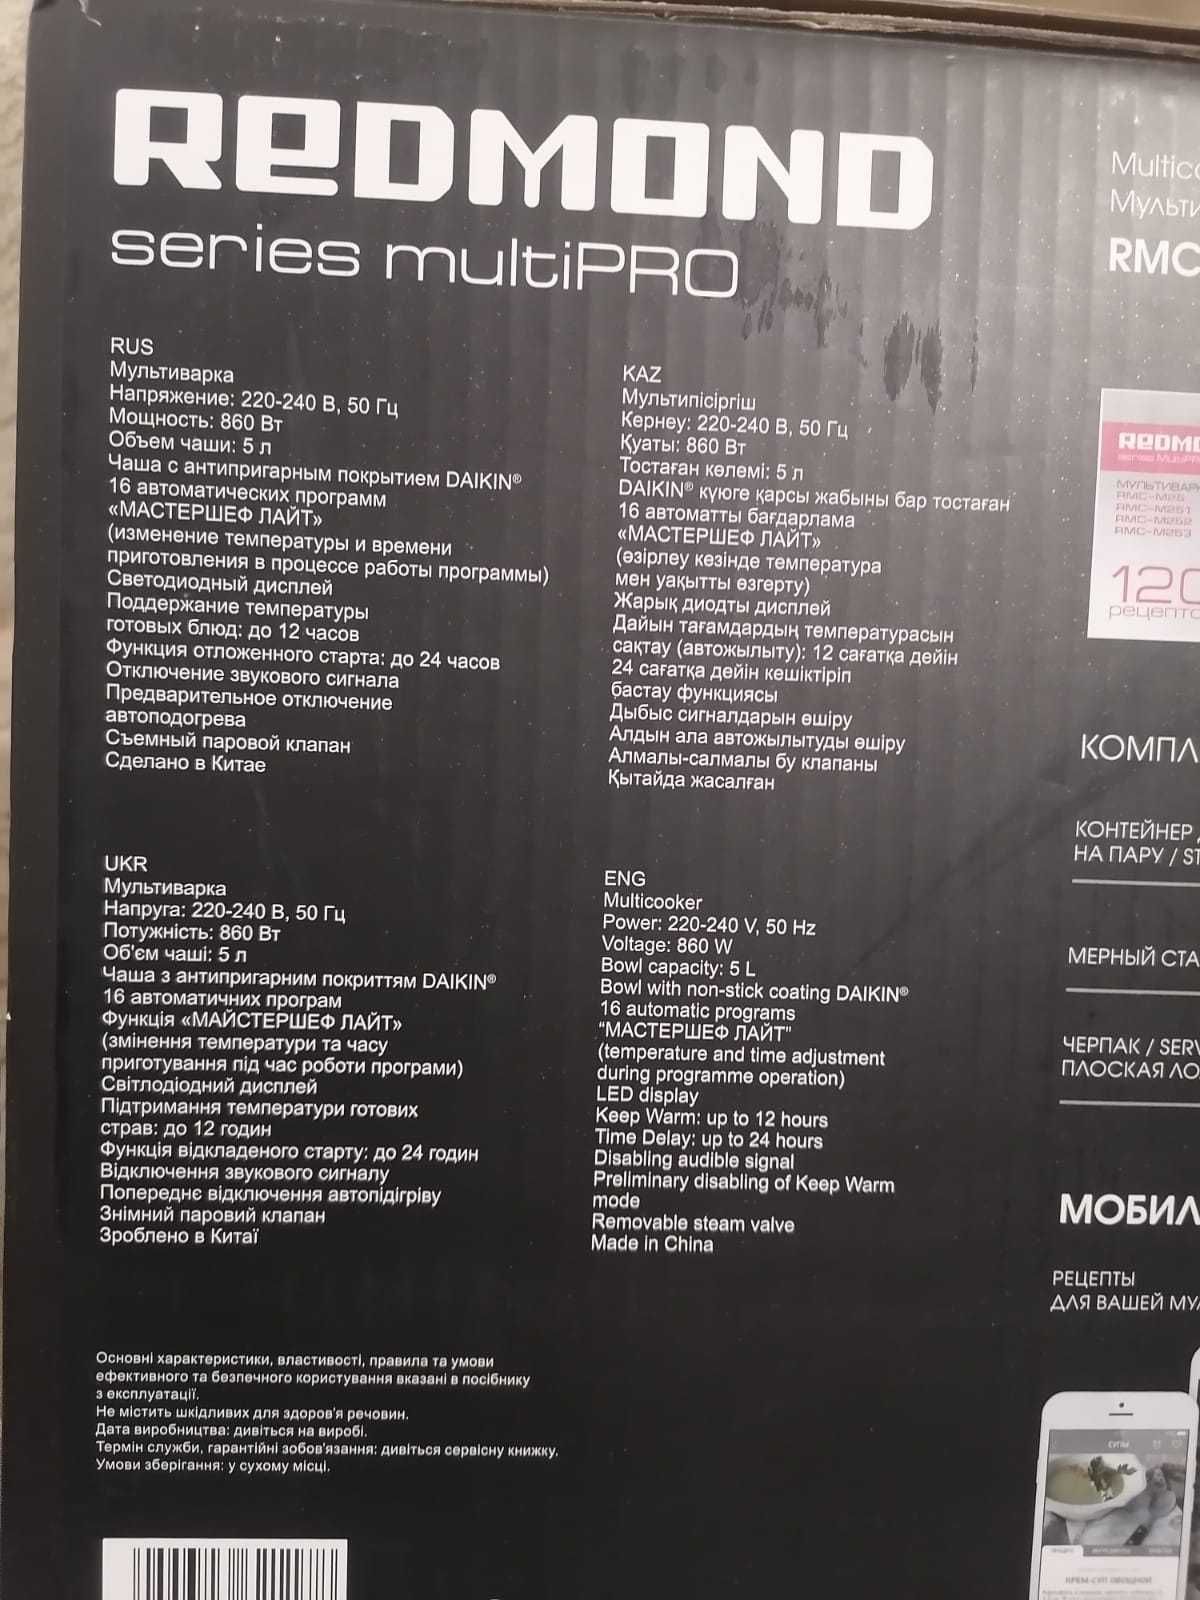 REDMOND
series multiPRO
RUS
Мультиварка
Напряжение: 220-240 В, 50 Гц
Мощность: 860 Вт
Объем чаши: 5 л
Чаша с антипригарным покрытием DAIKIN®
16 автоматических программ
«МАСТЕРШЕФ ЛАЙТ»
(изменение температуры и времени
приготовления в процессе работы программы)
Светодиодный дисплей
Поддержание температуры
готовых блюд: до 12 часов
Функция отложенного старта: до 24 часов
Отключение звукового сигнала
Предварительное отключение
автоподогрева
Съемный паровой клапан
Сделано в Китае
KAZ
Мультипісіргіш
Кернеу: 220-240 В, 50 Гц
Қуаты: 860 Вт
Тостаған көлемі: 5 л
DAIKIN® күюге қарсы жабыны бар тостаған
16 автоматты бағдарлама
«МАСТЕРШЕФ ЛАЙТ»
(әзірлеу кезінде температура
мен уақытты өзгерту)
Жарық диодты дисплей
Дайын тағамдардың температурасын
сақтау (автожылыту): 12 сағатқа дейін
24 сағатқа дейін кешіктіріп
бастау функциясы
Дыбыс сигналдарын өшіру
Алдын ала автожылытуды өшіру
Алмалы-салмалы бу клапаны
Қытайда жасалған
UKR
Мультиварка
Напруга: 220-240 В, 50 Гц
Потужність: 860 Вт
Об'єм чаші: 5 л
Чаша з антипригарним покриттям DAIKIN®
16 автоматичних програм
Функція «МАЙСТЕРШЕФ ЛАЙТ»
(змінення температури та часу
приготування під час роботи програми)
Світлодіодний дисплей
Підтримання температури готових
страв: до 12 годин
Функція відкладеного старту: до 24 годин
Відключення звукового сигналу
Попереднє відключення автопідігріву
Знімний паровий клапан
Зроблено в Китаї
ENG
Multicooker
Power: 220-240 V, 50 Hz
Voltage: 860 W
Bowl capacity: 5 L
Bowl with non-stick coating DAIKIN®
16 automatic programs
“МАСТЕРШЕФ ЛАЙТ”
(temperature and time adjustment
during programme operation)
LED display
Keep Warm: up to 12 hours
Time Delay: up to 24 hours
Disabling audible signal
Preliminary disabling of Keep Warm
mode
Removable steam valve
Made in China
Основні характеристики, властивості, правила та умови
ефективного та безпечного користування вказані в посібнику
з експлуатації.
Не містить шкідливих для здоров'я речовин.
Дата виробництва: дивіться на виробі.
Термін служби, гарантійні зобов'язання: дивіться сервісну книжку.
Умови зберігання: у сухому місці.
RMC
series MultiPR
RMC-M25
RMC-M251
RMC-M252
RMC-M253
120
КОНТЕЙНЕР
НА ПАРУ / ST
МЕРНЫЙ СТА
ЧЕРПАК / SERV
ПЛОСКАЯ ЛО
РЕЦЕПТЫ
ДЛЯ ВАШЕЙ МУ
СУПЫ
КРЕМ-СУП ОВОЩНОЙ